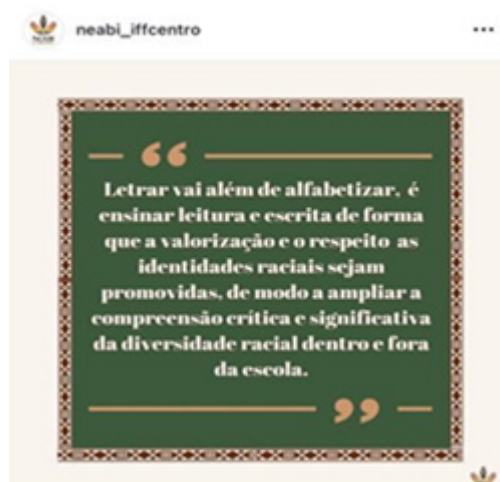 neabi_iffcentro
“
Letrar vai além de alfabetizar, é
ensinar leitura e escrita de forma
que a valorização e o respeito as
identidades raciais sejam
promovidas, de modo a ampliar a
compreensão crítica e significativa
da diversidade racial dentro e fora
da escola.
”